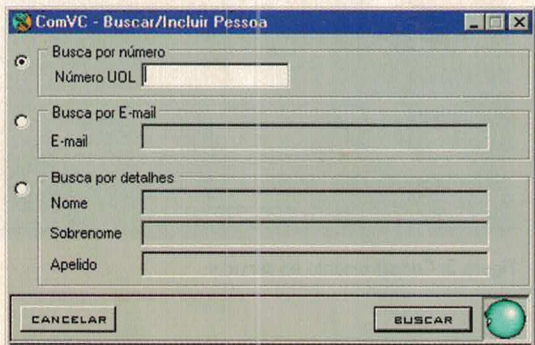 ComVC - Buscar/Incluir Pessoa
Busca por número
Número UOL
Busca por E-mail
E-mail
Busca por detalhes
Nome
Sobrenome
Apelido
CANCELAR
BUSCAR